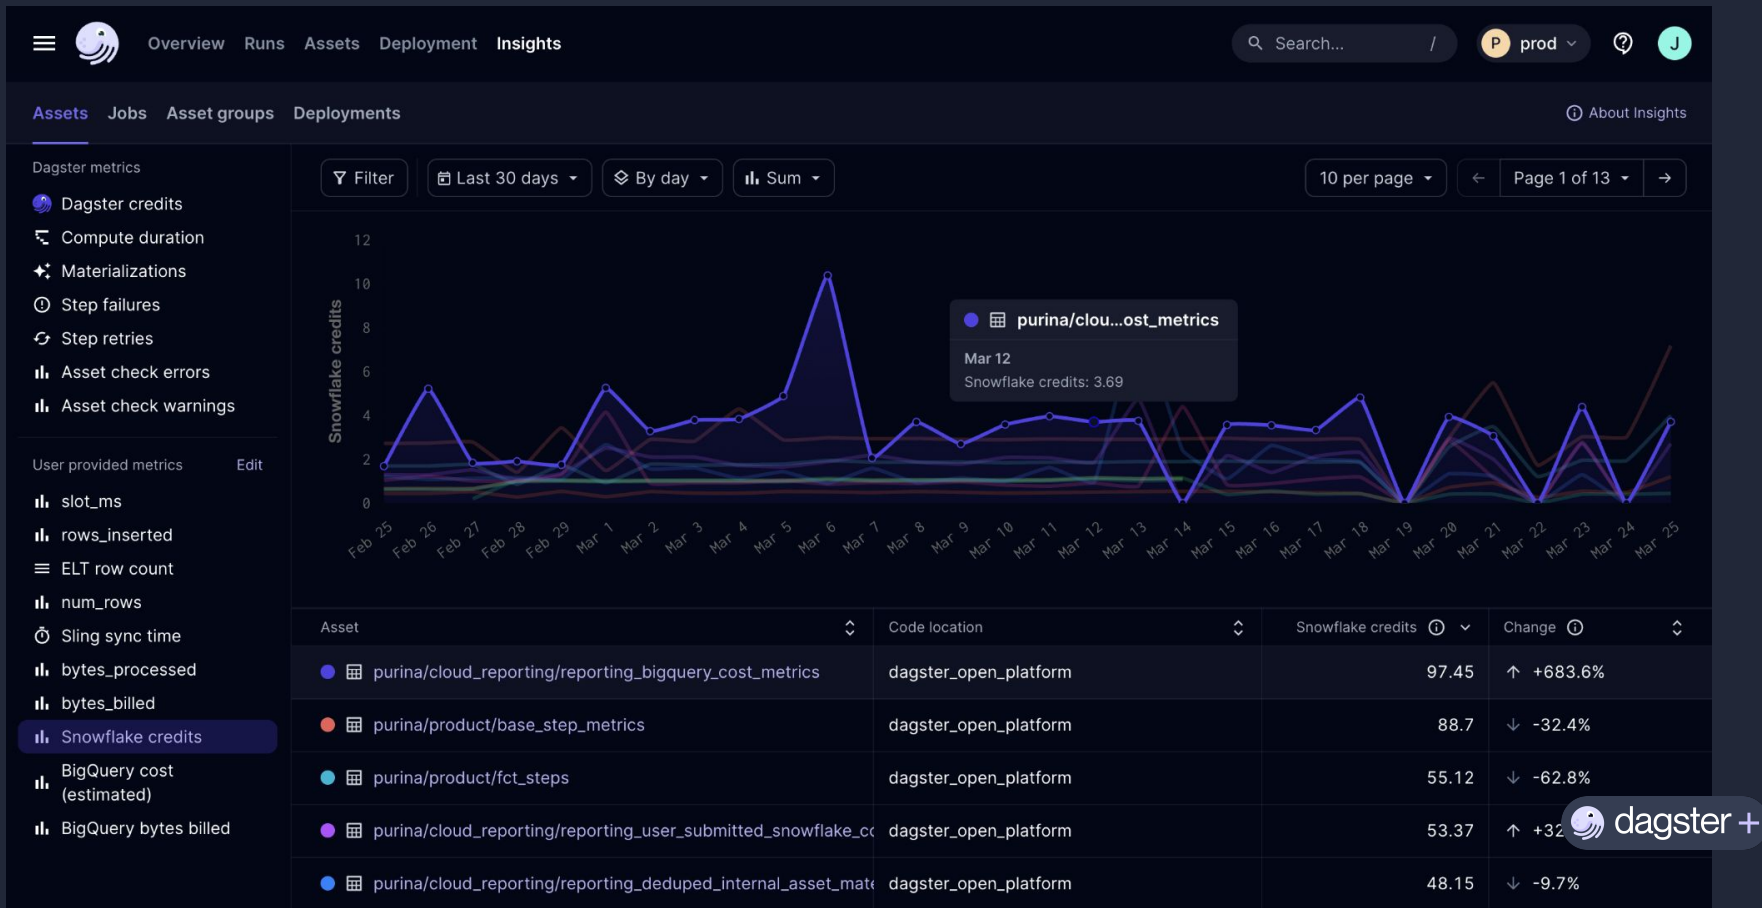 Overview Runs Assets Deployment Insights
Search... /
P prod
J
Assets Jobs Asset groups Deployments
About Insights
Dagster metrics
Dagster credits
Compute duration
Materializations
Step failures
Step retries
Asset check errors
Asset check warnings
User provided metrics Edit
slot_ms
rows_inserted
ELT row count
num_rows
Sling sync time
bytes_processed
bytes_billed
Snowflake credits
BigQuery cost
(estimated)
BigQuery bytes billed
Filter Last 30 days By day Sum
10 per page Page 1 of 13
Snowflake credits
12
10
8
6
4
2
0
purina/clou...ost_metrics
Mar 12
Snowflake credits: 3.69
Feb 25 Feb 26 Feb 27 Feb 28 Feb 29 Mar 1 Mar 2 Mar 3 Mar 4 Mar 5 Mar 6 Mar 7 Mar 8 Mar 9 Mar 10 Mar 11 Mar 12 Mar 13 Mar 14 Mar 15 Mar 16 Mar 17 Mar 18 Mar 19 Mar 20 Mar 21 Mar 22 Mar 23 Mar 24 Mar 25
Asset Code location Snowflake credits Change
purina/cloud_reporting/reporting_bigquery_cost_metrics dagster_open_platform 97.45 +683.6%
purina/product/base_step_metrics dagster_open_platform 88.7 -32.4%
purina/product/fct_steps dagster_open_platform 55.12 -62.8%
purina/cloud_reporting/reporting_user_submitted_snowflake_co dagster_open_platform 53.37 +32
purina/cloud_reporting/reporting_deduped_internal_asset_mate dagster_open_platform 48.15 -9.7%
dagster+